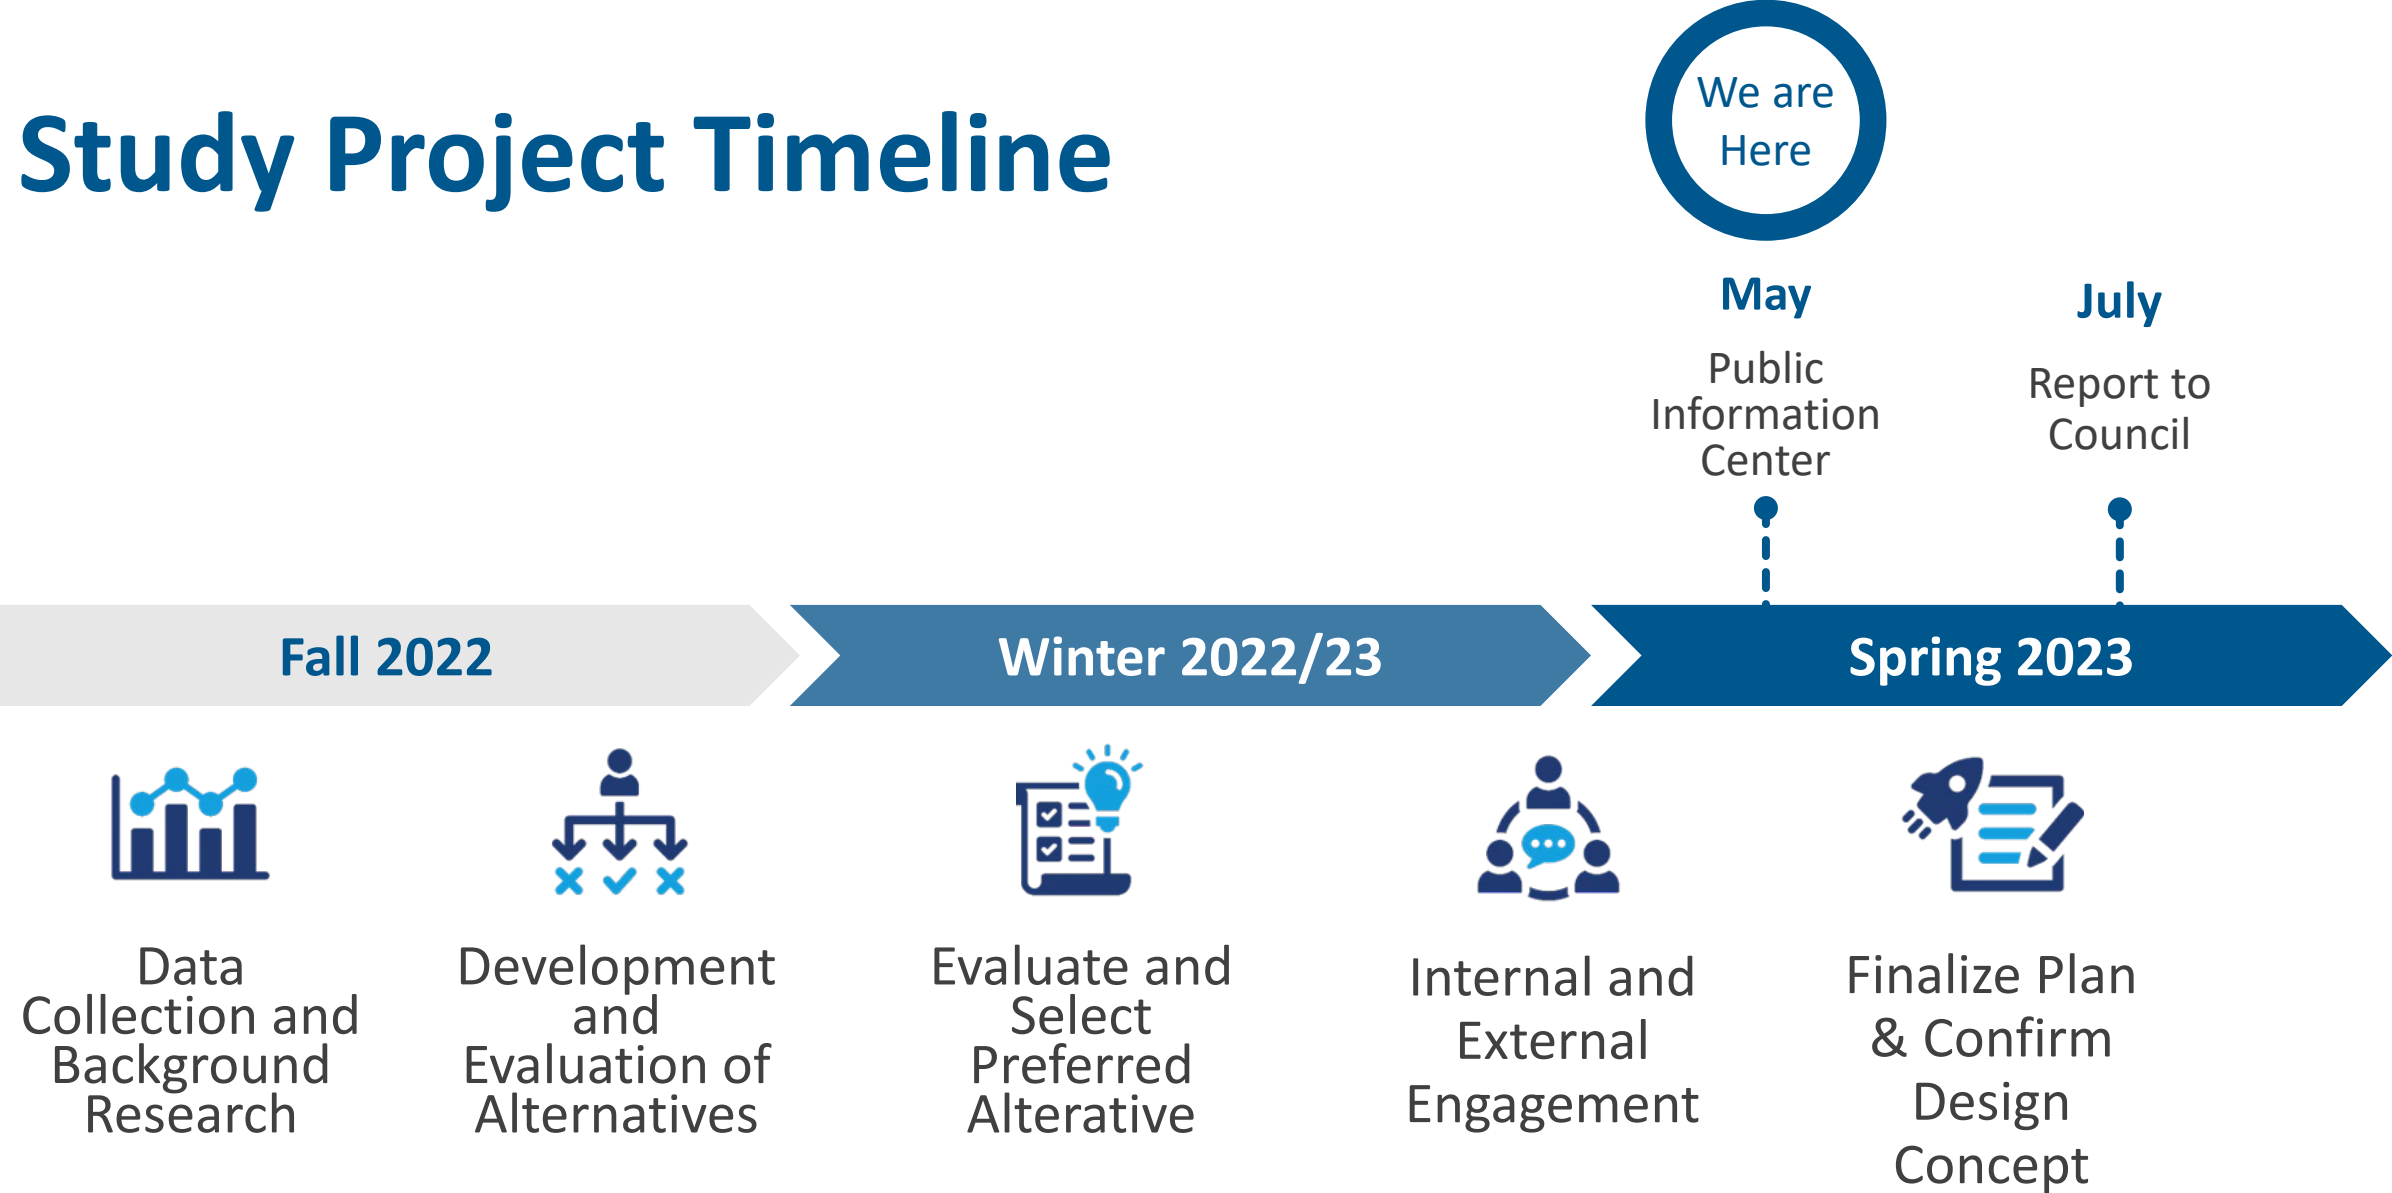 Study Project Timeline
We are
Here
May
Public
Information
Center
July
Report to
Council
Fall 2022
Winter 2022/23
Spring 2023
Data
Collection and
Background
Research
Development
and
Evaluation of
Alternatives
Evaluate and
Select
Preferred
Alterative
Internal and
External
Engagement
Finalize Plan
& Confirm
Design
Concept